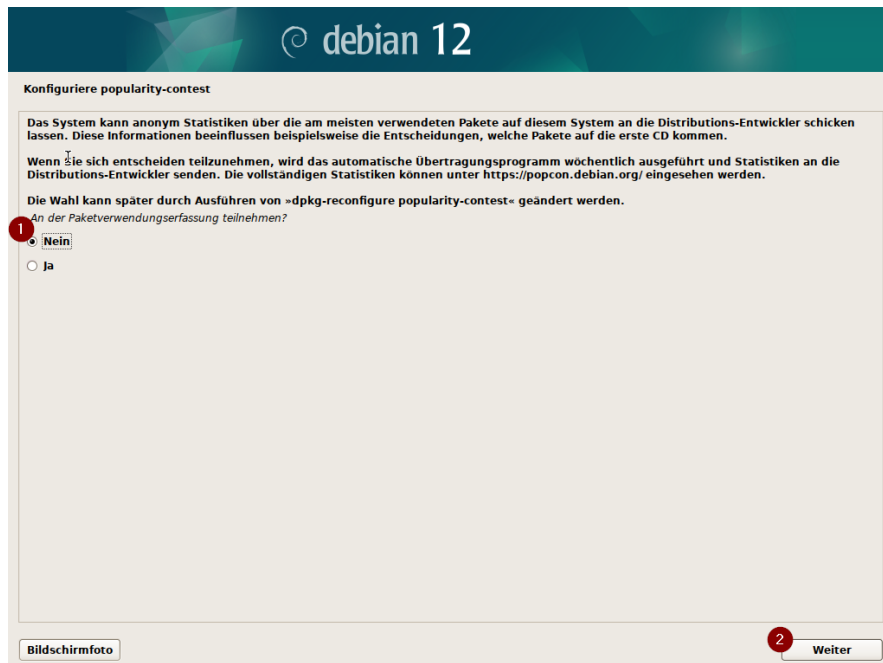 debian 12
Konfiguriere popularity-contest
Das System kann anonym Statistiken über die am meisten verwendeten Pakete auf diesem System an die Distributions-Entwickler schicken
lassen. Diese Informationen beeinflussen beispielsweise die Entscheidungen, welche Pakete auf die erste CD kommen.
Wenn Sie sich entscheiden teilzunehmen, wird das automatische Übertragungsprogramm wöchentlich ausgeführt und Statistiken an die
Distributions-Entwickler senden. Die vollständigen Statistiken können unter https://popcon.debian.org/ eingesehen werden.
Die Wahl kann später durch Ausführen von »dpkg-reconfigure popularity-contest« geändert werden.
An der Paketverwendungserfassung teilnehmen?
1
Nein
Ja
Bildschirmfoto
2
Weiter